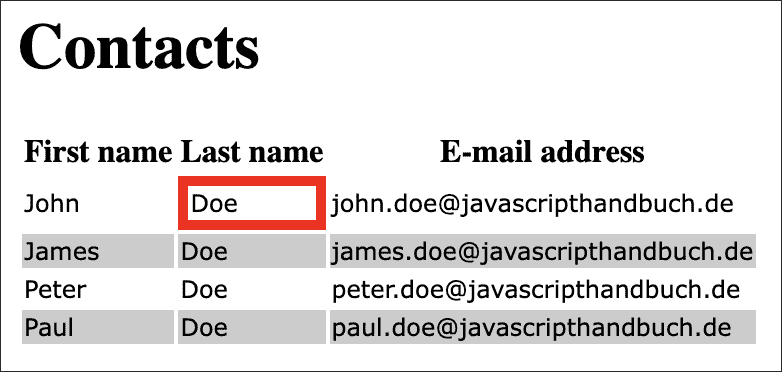 Contacts
First name Last name E-mail address
John Doe john.doe@javascripthandbuch.de
James Doe james.doe@javascripthandbuch.de
Peter Doe peter.doe@javascripthandbuch.de
Paul Doe paul.doe@javascripthandbuch.de